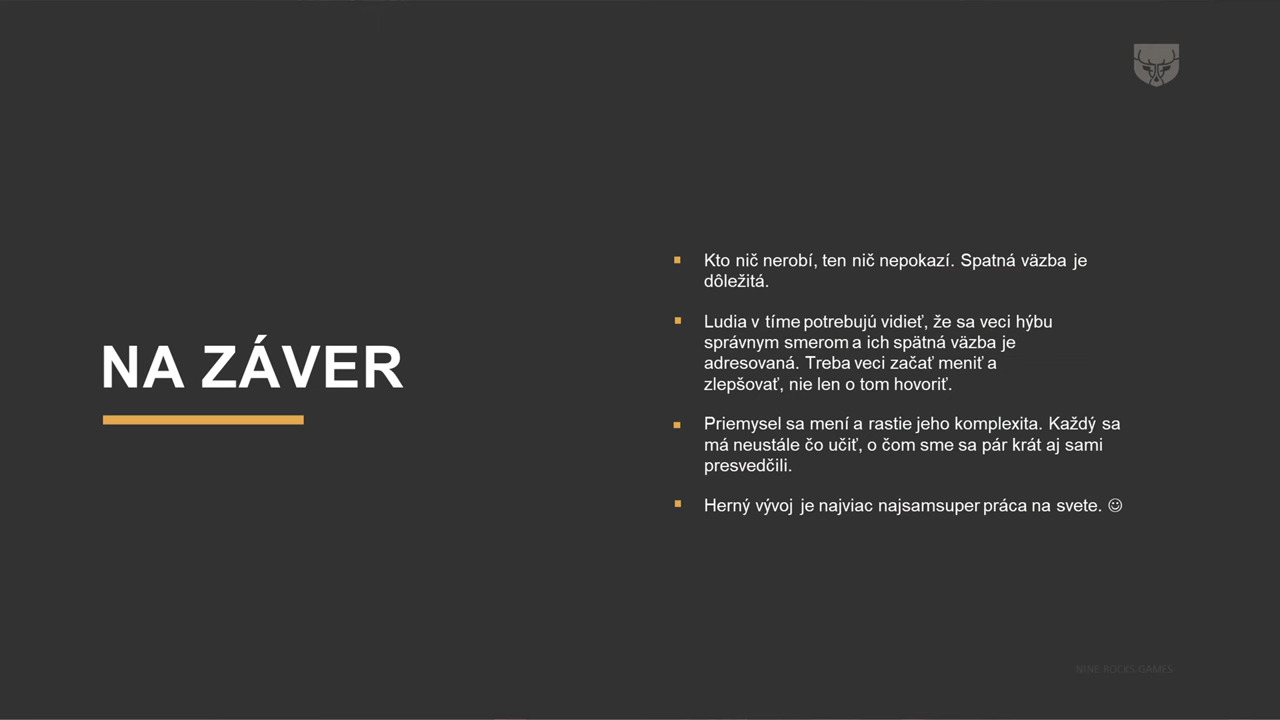 NA ZÁVER
Kto nič nerobí, ten nič nepokazí. Spatná väzba je
dôležitá.
Ludia v tíme potrebujú vidieť, že sa veci hýbu
správnym smerom a ich spätná väzba je
adresovaná. Treba veci začať meniť a
zlepšovať, nie len o tom hovoriť.
Priemysel sa mení a rastie jeho komplexita. Každý sa
má neustále čo učiť, o čom sme sa pár krát aj sami
presvedčili.
Herný vývoj je najviac najsamsuper práca na svete. ☺
NINE ROCKS GAMES